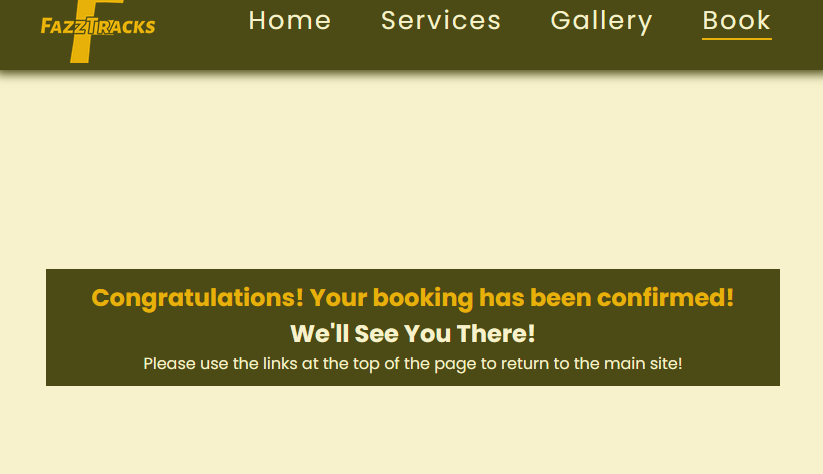 FAZZTRACKS
Home Services Gallery Book
Congratulations! Your booking has been confirmed!
We'll See You There!
Please use the links at the top of the page to return to the main site!